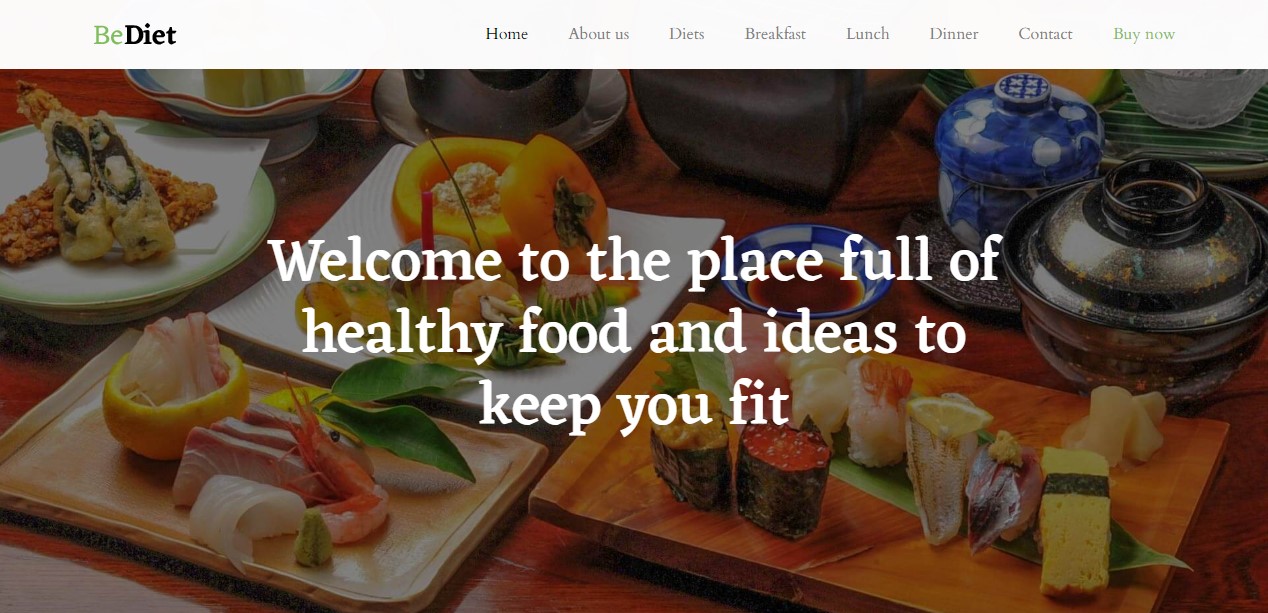 BeDiet
Home About us Diets Breakfast Lunch Dinner Contact Buy now
Welcome to the place full of
healthy food and ideas to
keep you fit